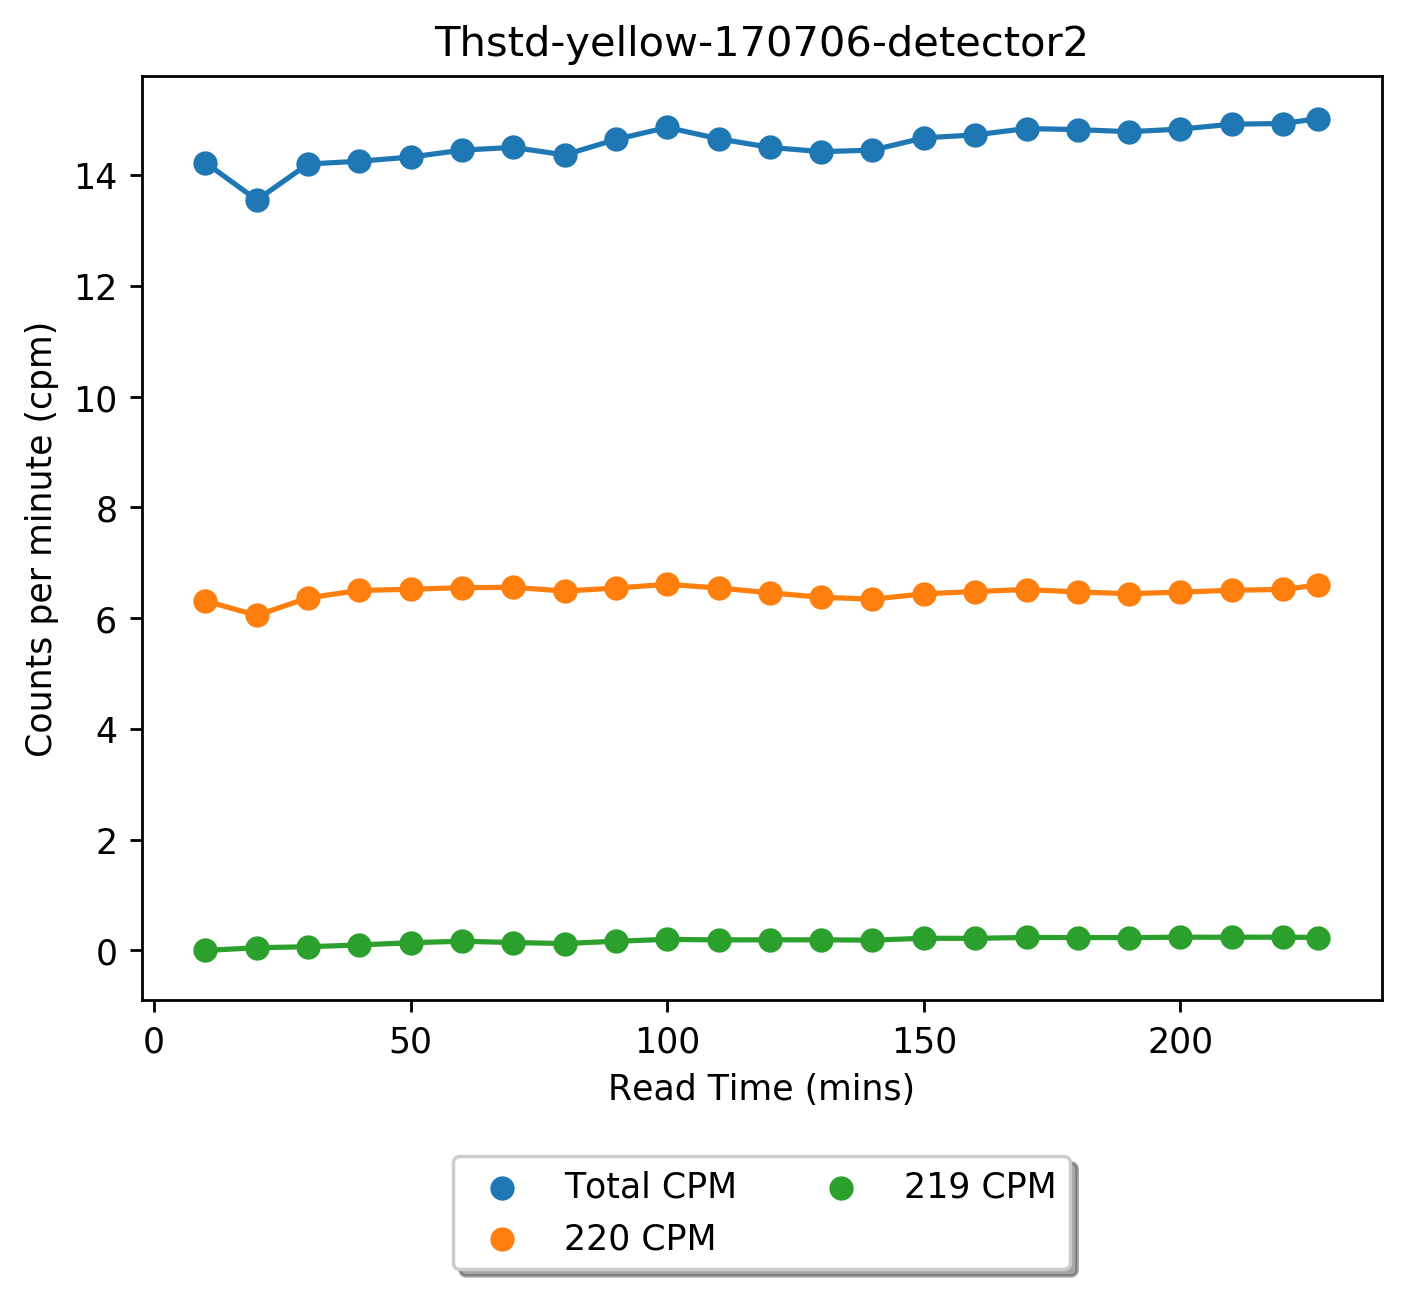 Thstd-yellow-170706-detector2
Counts per minute (cpm)
14
12
10
8
6
4
2
0
0 50 100 150 200
Read Time (mins)
Total CPM
220 CPM
219 CPM